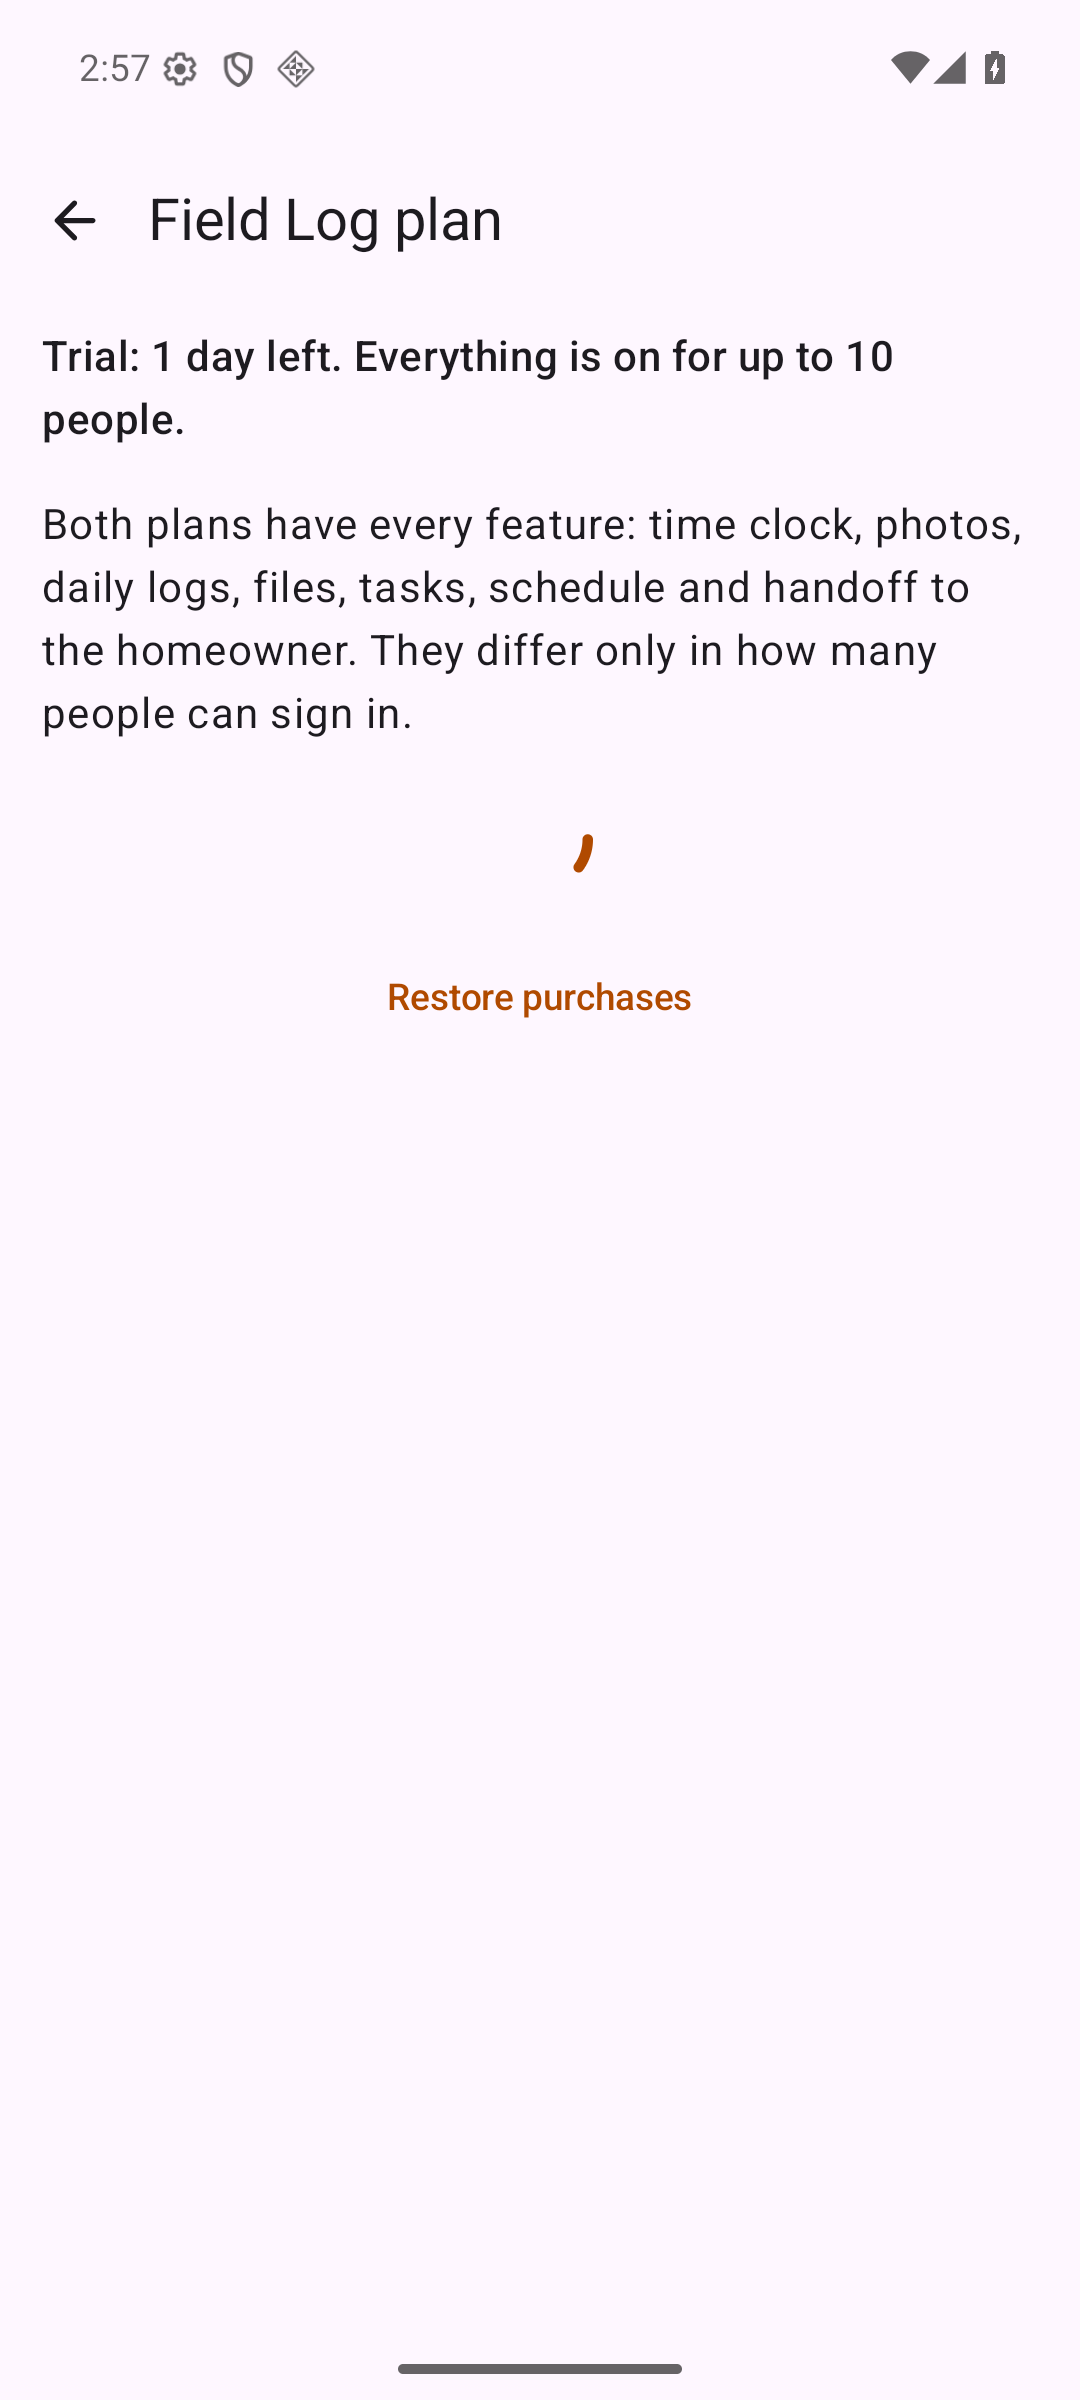 2:57
Field Log plan
Trial: 1 day left. Everything is on for up to 10
people.
Both plans have every feature: time clock, photos,
daily logs, files, tasks, schedule and handoff to
the homeowner. They differ only in how many
people can sign in.
Restore purchases